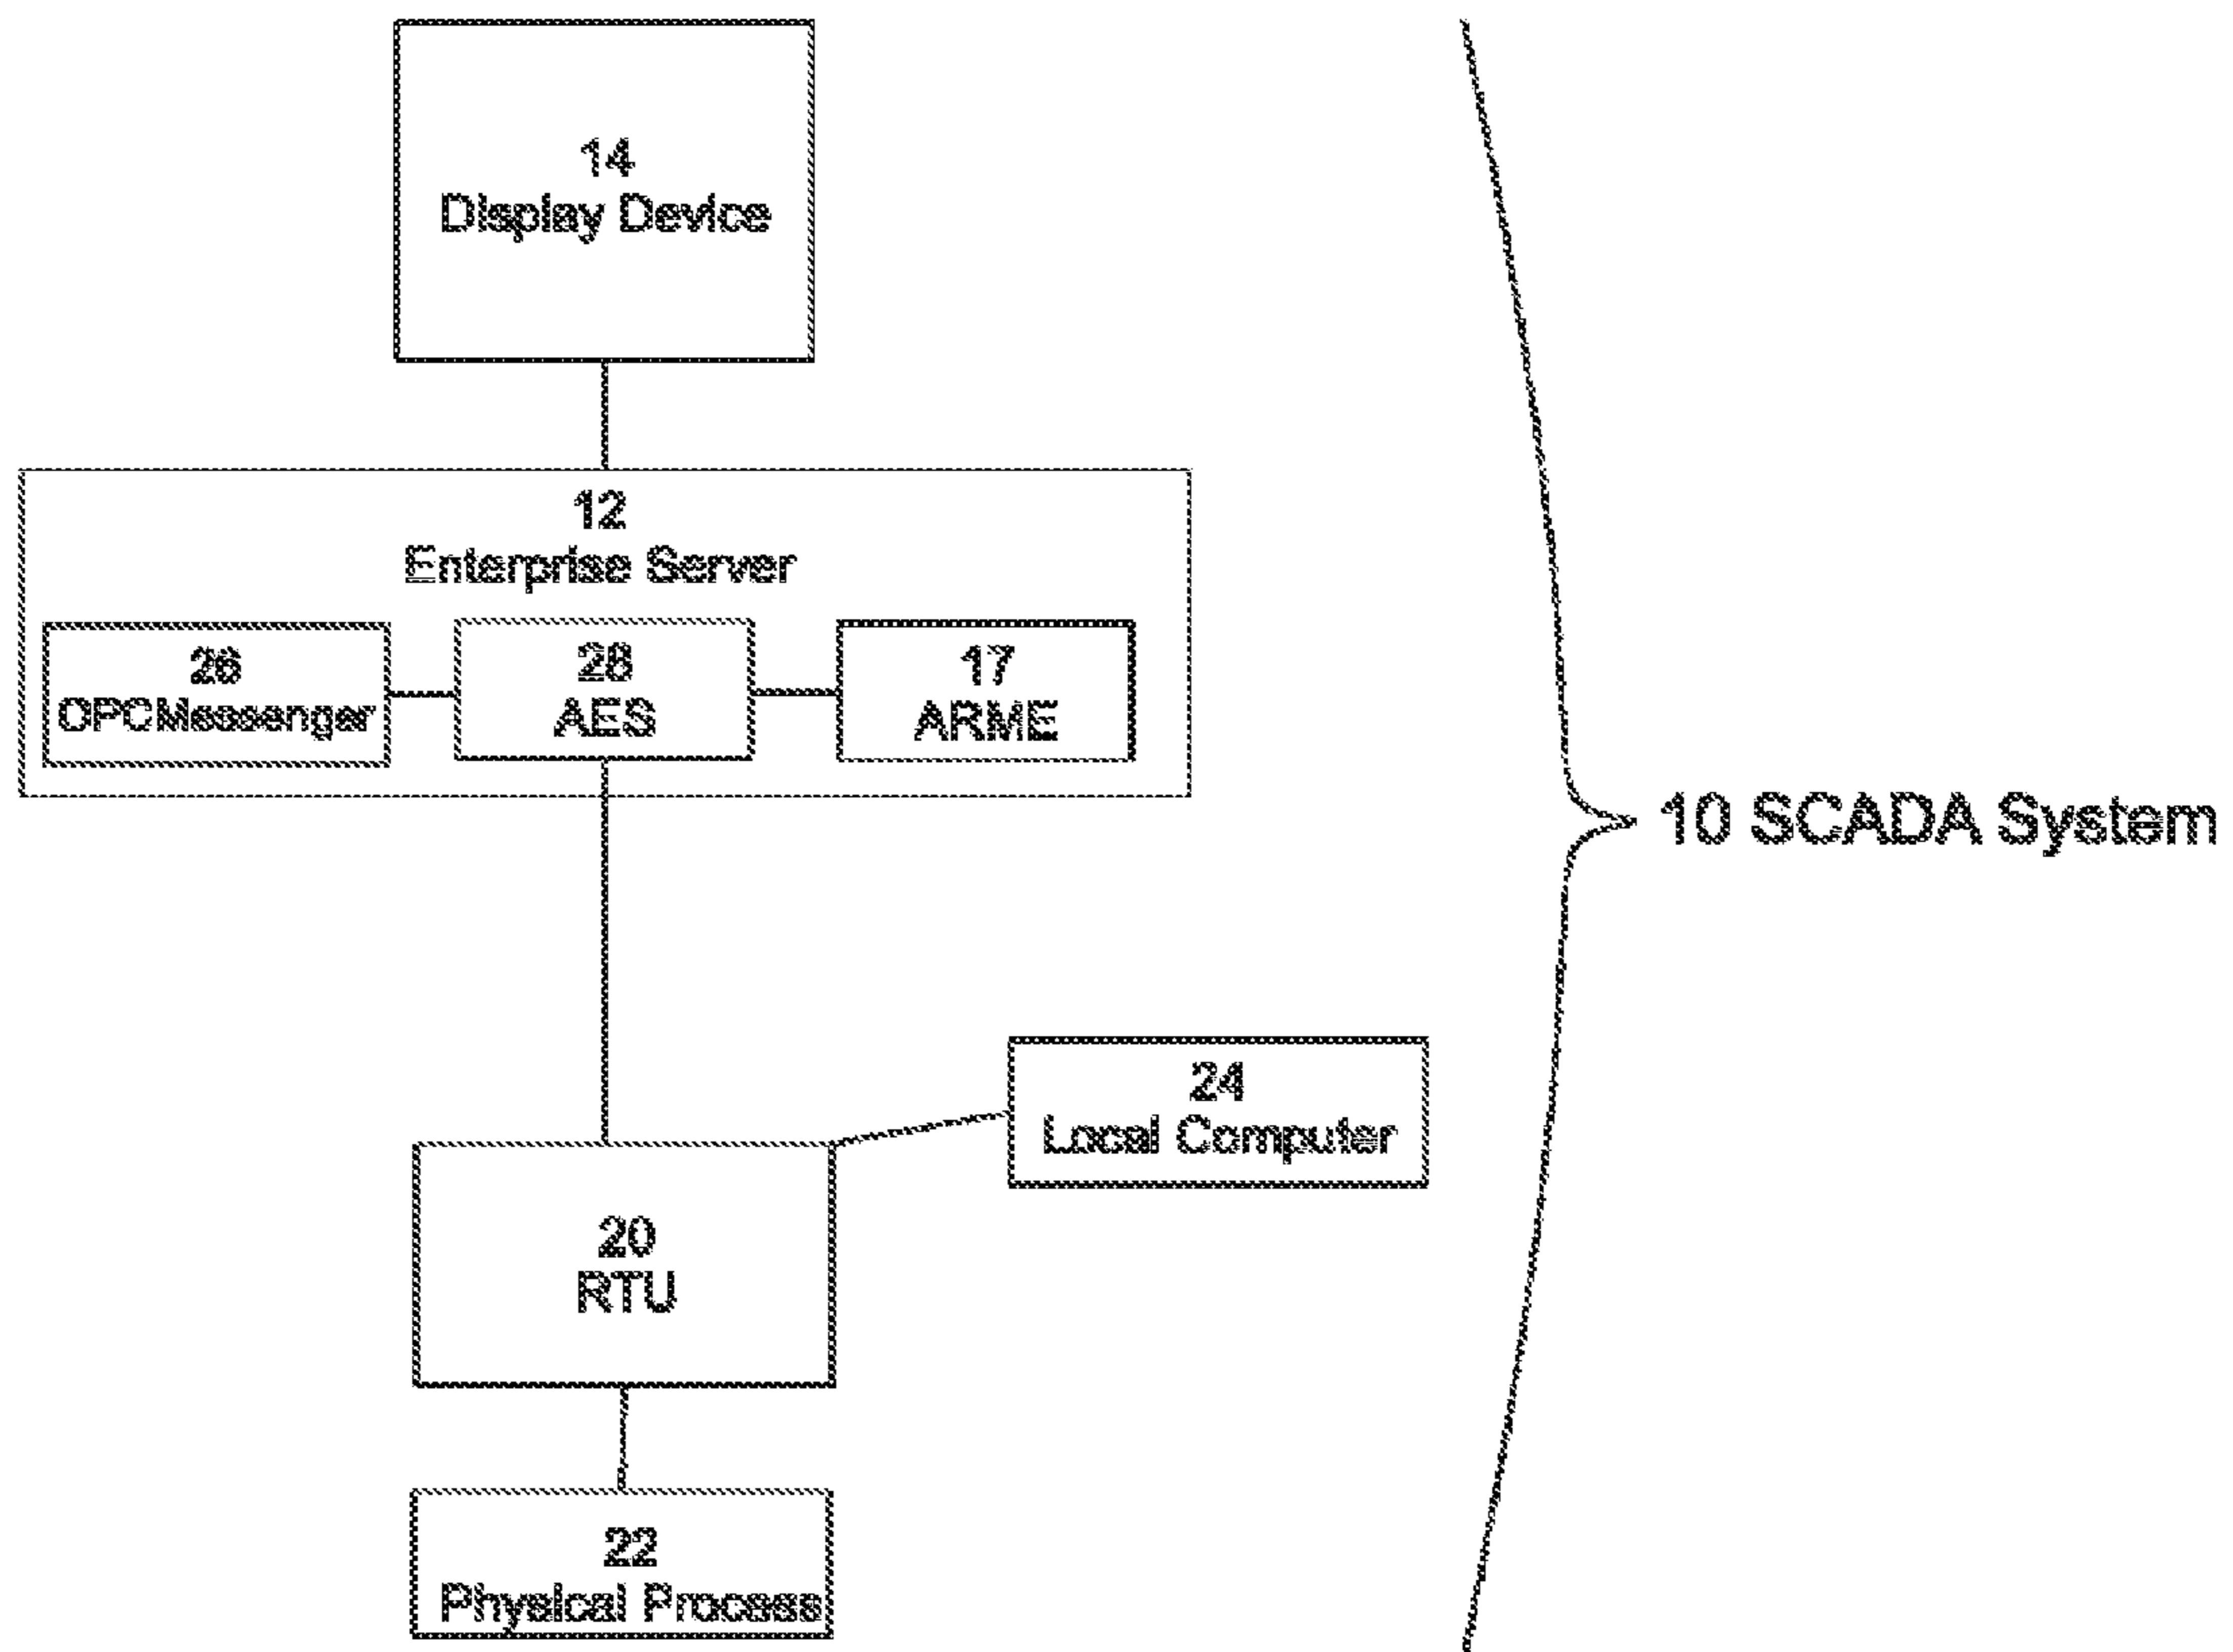 14
Display Device
12
Enterprise Server
26
OPCMessenger
28
AES
17
ARME
10 SCADA System
24
Local Computer
20
RTU
22
Physical Process